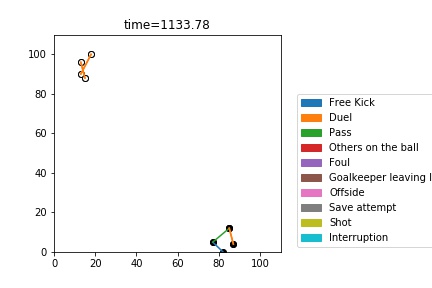 time=1133.78
100
80
60
40
20
0
0 20 40 60 80 100
Free Kick
Duel
Pass
Others on the ball
Foul
Goalkeeper leaving l
Offside
Save attempt
Shot
Interruption